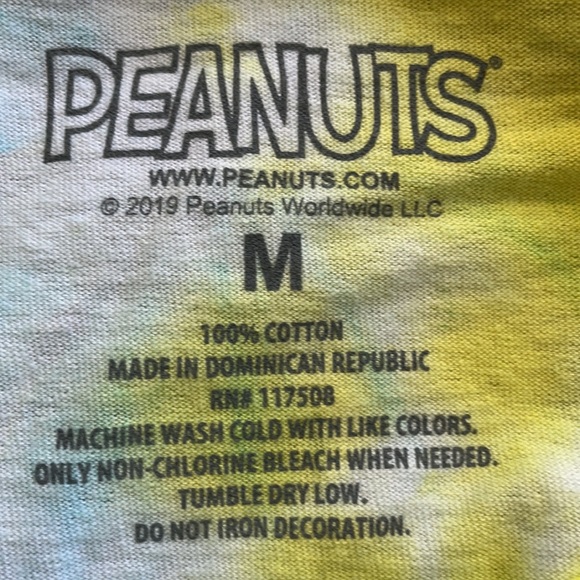 PEANUTS®
WWW.PEANUTS.COM
© 2019 Peanuts Worldwide LLC
M
100% COTTON
MADE IN DOMINICAN REPUBLIC
RN# 117508
MACHINE WASH COLD WITH LIKE COLORS.
ONLY NON-CHLORINE BLEACH WHEN NEEDED.
TUMBLE DRY LOW.
DO NOT IRON DECORATION.